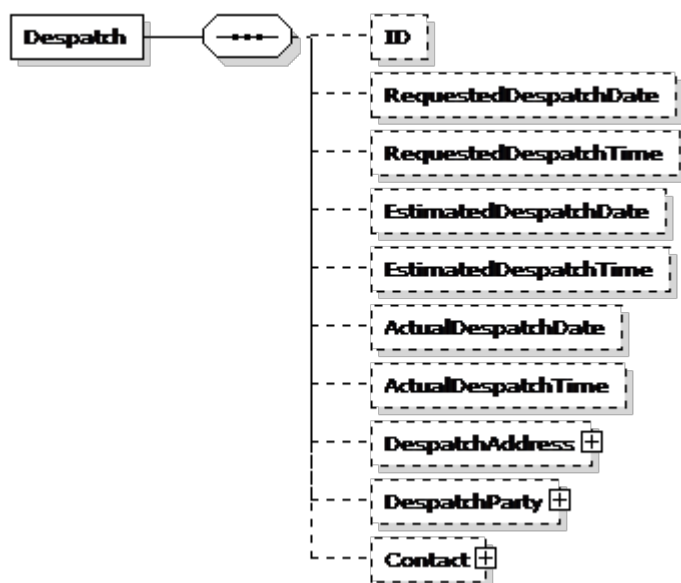 Despatch
ID
RequestedDespatchDate
RequestedDespatchTime
EstimatedDespatchDate
EstimatedDespatchTime
ActualDespatchDate
ActualDespatchTime
DespatchAddress
DespatchParty
Contact